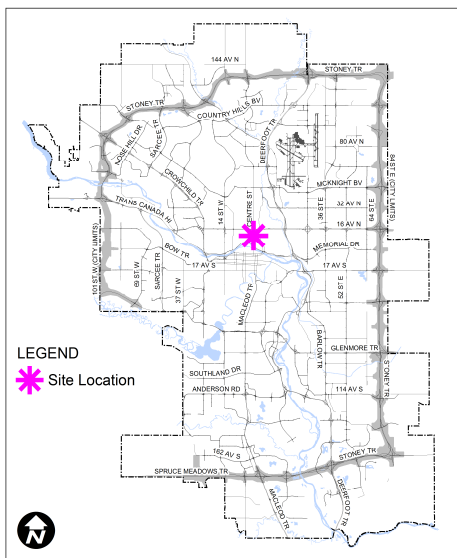 144 AV N
STONEY TR
STONEY TR
COUNTRY HILLS BV
NOSE HILL DR
SARCEE TR
DEERFOOT TR
80 AV N
CROWCHILD TR
MCKNIGHT BV
14 ST W
CENTRE ST
36 ST E
32 AV N
64 ST E
84 ST E (CITY LIMITS)
TRANS CANADA HI
16 AV N
101 ST W (CITY LIMITS)
BOW TR
MEMORIAL DR
17 AV S
17 AV S
69 ST W
SARCEE TR
37 ST W
MACLEOD TR
52 ST E
BARLOW TR
GLENMORE TR
LEGEND
Site Location
SOUTHLAND DR
ANDERSON RD
114 AV S
STONEY TR
162 AV S
STONEY TR
SPRUCE MEADOWS TR
MACLEOD TR
DEERFOOT TR
N